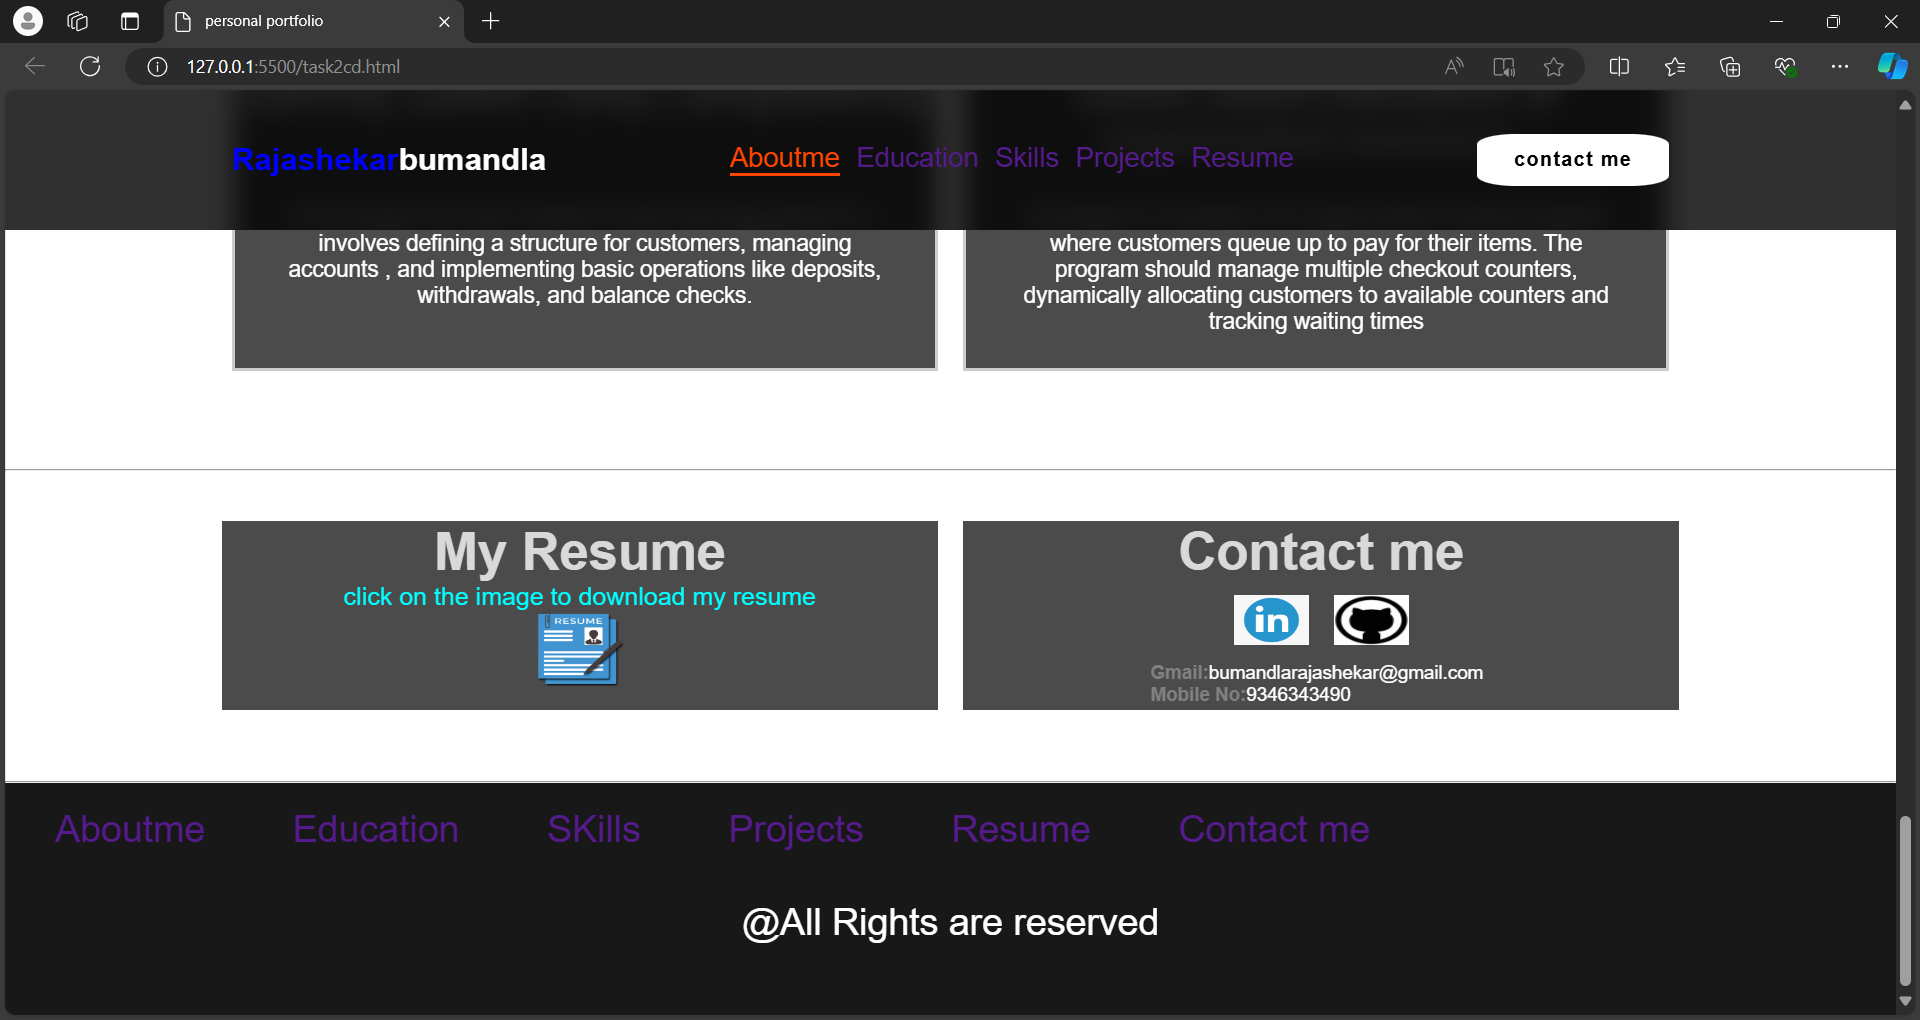 personal portfolio
127.0.0.1:5500/task2cd.html
Rajashekarbumandla
Aboutme Education Skills Projects Resume
contact me
involves defining a structure for customers, managing
accounts , and implementing basic operations like deposits,
withdrawals, and balance checks.
where customers queue up to pay for their items. The
program should manage multiple checkout counters,
dynamically allocating customers to available counters and
tracking waiting times
My Resume
click on the image to download my resume
RESUME
Contact me
in
Gmail:bumandlarajashekar@gmail.com
Mobile No:9346343490
Aboutme Education SKills Projects Resume Contact me
@All Rights are reserved